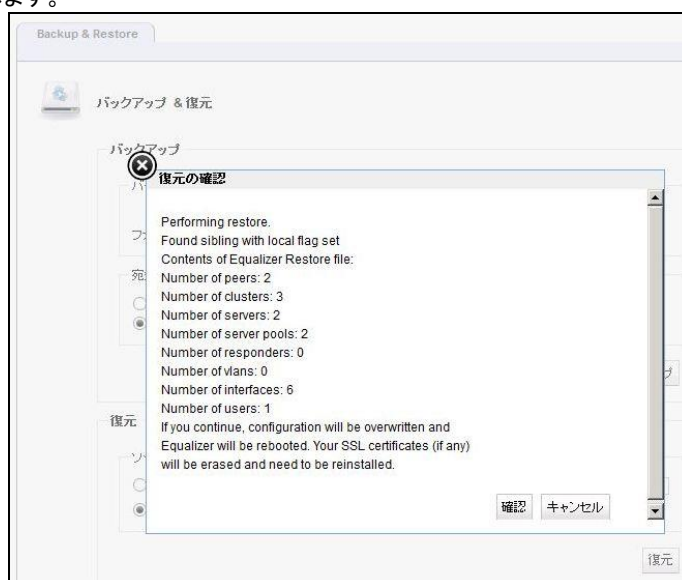 ます。
Backup & Restore
バックアップ & 復元
バックアップ
復元の確認
Performing restore.
Found sibling with local flag set
Contents of Equalizer Restore file:
Number of peers: 2
Number of clusters: 3
Number of servers: 2
Number of server pools: 2
Number of responders: 0
Number of vlans: 0
Number of interfaces: 6
Number of users: 1
If you continue, configuration will be overwritten and
Equalizer will be rebooted. Your SSL certificates (if any)
will be erased and need to be reinstalled.
確認 キャンセル
復元
復元